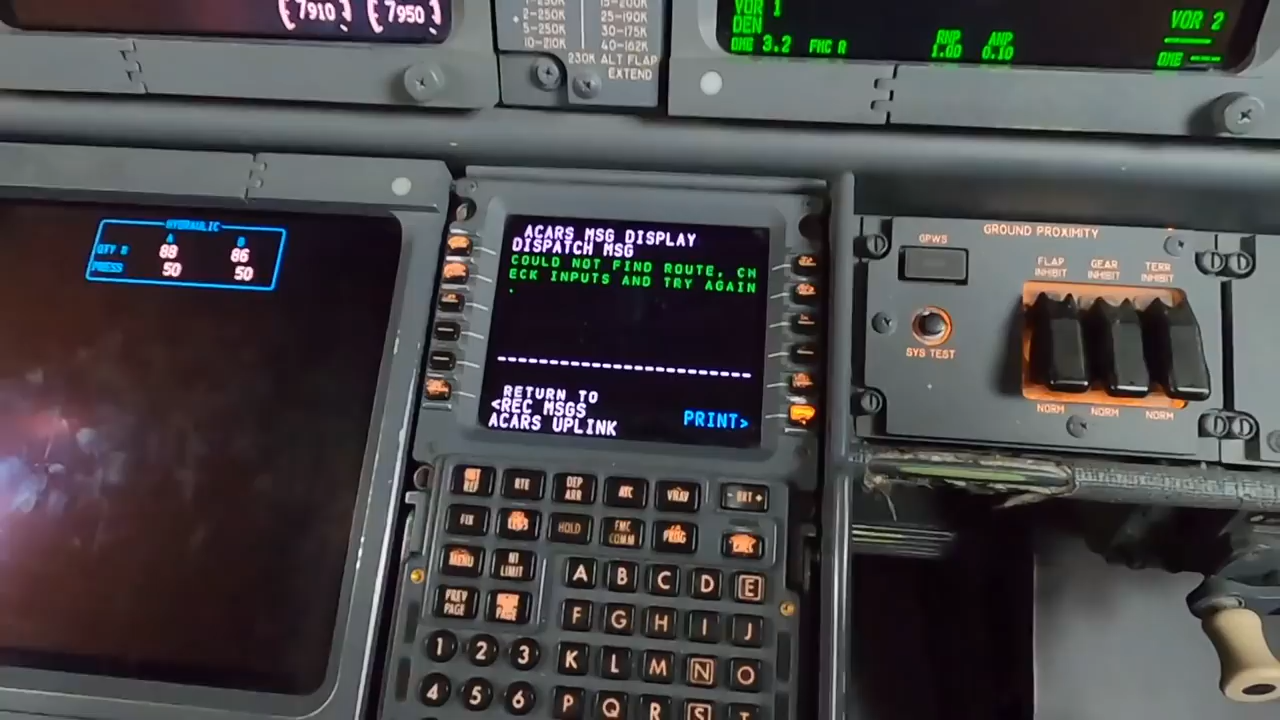 7910 7950
2-250K
5-250K
10-210K
15-200K
25-190K
30-175K
40-162K
230K ALT FLAP
EXTEND
VOR 1
DEN
DME 3.2 FMC R
RNP
1.00
ANP
0.10
VOR 2
DME ----
HYDRAULIC
A B
QTY % 88 86
PRESS 50 50
ACARS MSG DISPLAY
DISPATCH MSG
COULD NOT FIND ROUTE, CH
ECK INPUTS AND TRY AGAIN
.
RETURN TO
<REC MSGS
PRINT>
ACARS UPLINK
GROUND PROXIMITY
GPWS
FLAP
INHIBIT
GEAR
INHIBIT
TERR
INHIBIT
SYS TEST
NORM NORM NORM
RTE
DEP
ARR
ATC
VNAV
- BRT +
FIX
LEGS
HOLD
FMC
COMM
PROG
EXEC
MENU
N1
LIMIT
PREV
PAGE
PAGE
A B C D E
F G H I J
1 2 3 K L M N O
4 5 6 P Q R S T